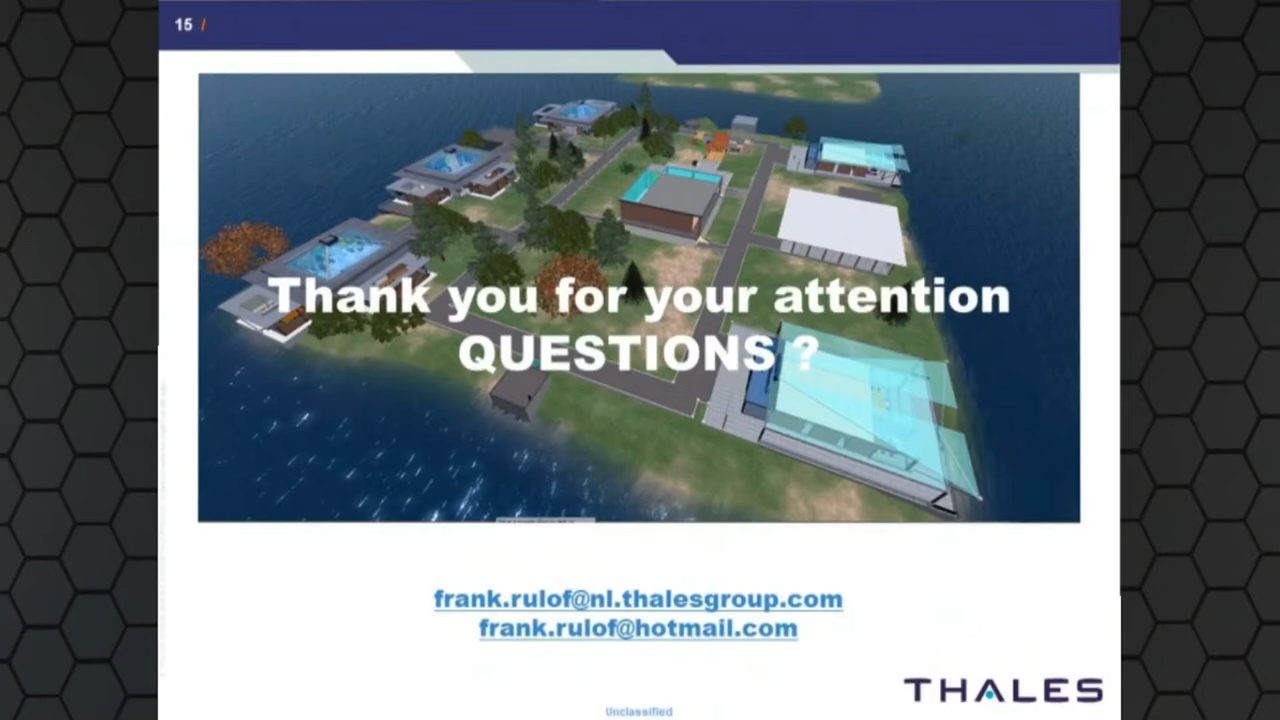 15 /
Thank you for your attention
QUESTIONS ?
frank.rulof@nl.thalesgroup.com
frank.rulof@hotmail.com
THALES
Unclassified